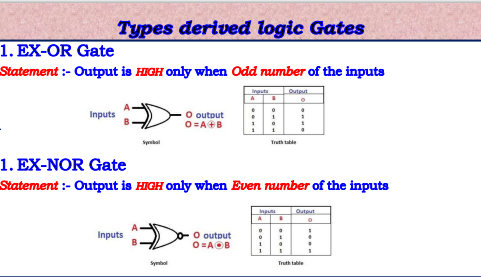 Types derived logic Gates
1. EX-OR Gate
Statement :- Output is HIGH only when Odd number of the inputs
Inputs Output
A B O
0 0 0
0 1 1
1 0 1
1 1 0
Inputs A B O output
O = A ⊕ B
Symbol Truth table
1. EX-NOR Gate
Statement :- Output is HIGH only when Even number of the inputs
Inputs Output
A B O
0 0 1
0 1 0
1 0 0
1 1 1
Inputs A B O output
O = A ⊙ B
Symbol Truth table